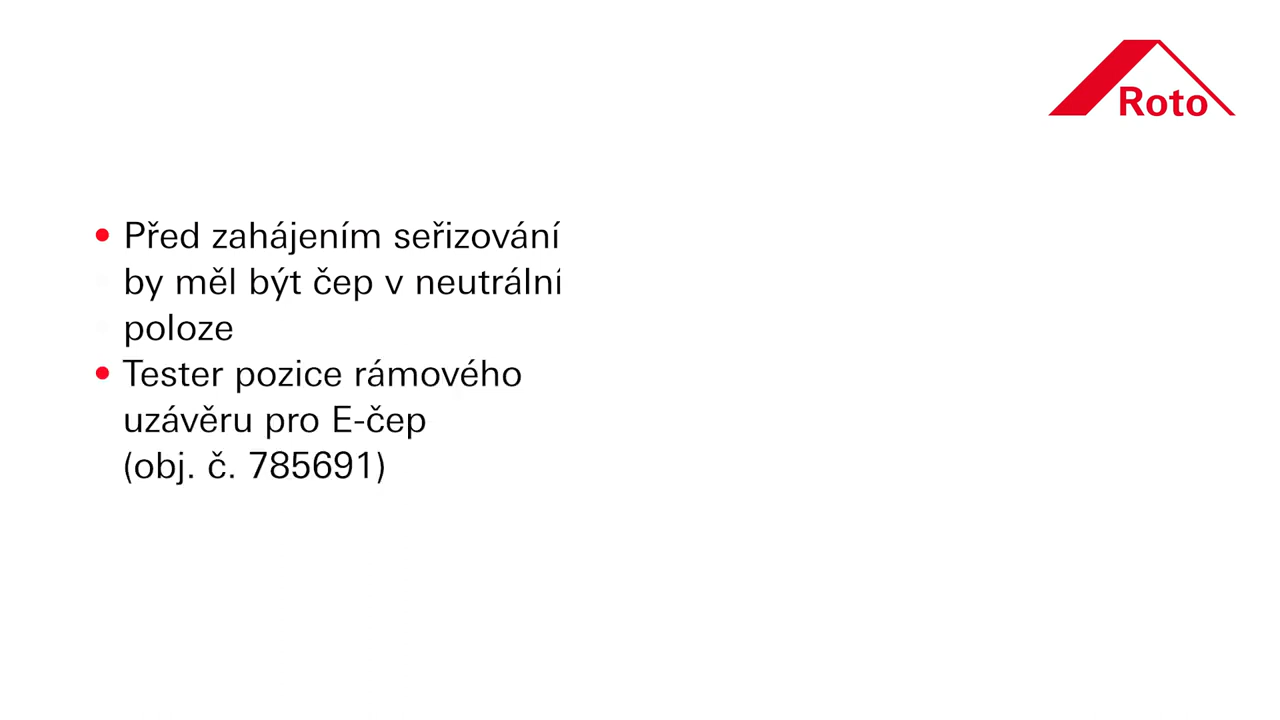 Roto
• Před zahájením seřizování
by měl být čep v neutrální
poloze
• Tester pozice rámového
uzávěru pro E-čep
(obj. č. 785691)